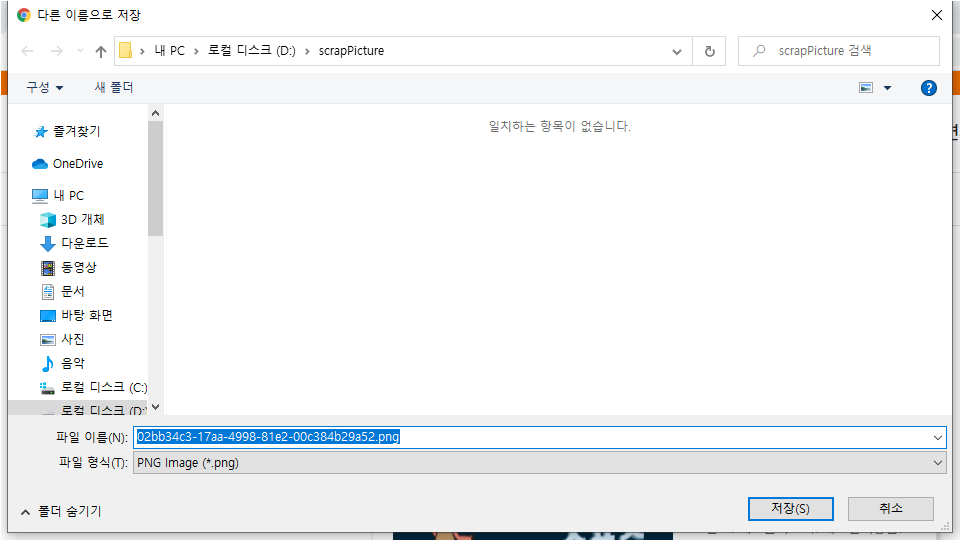 다른 이름으로 저장
내 PC
로컬 디스크 (D:)
scrapPicture
scrapPicture 검색
구성
새 폴더
즐겨찾기
OneDrive
내 PC
3D 개체
다운로드
동영상
문서
바탕 화면
사진
음악
로컬 디스크 (C:)
로컬 디스크 (D:)
일치하는 항목이 없습니다.
파일 이름(N):
02bb34c3-17aa-4998-81e2-00c384b29a52.png
파일 형식(T):
PNG Image (*.png)
폴더 숨기기
저장(S)
취소